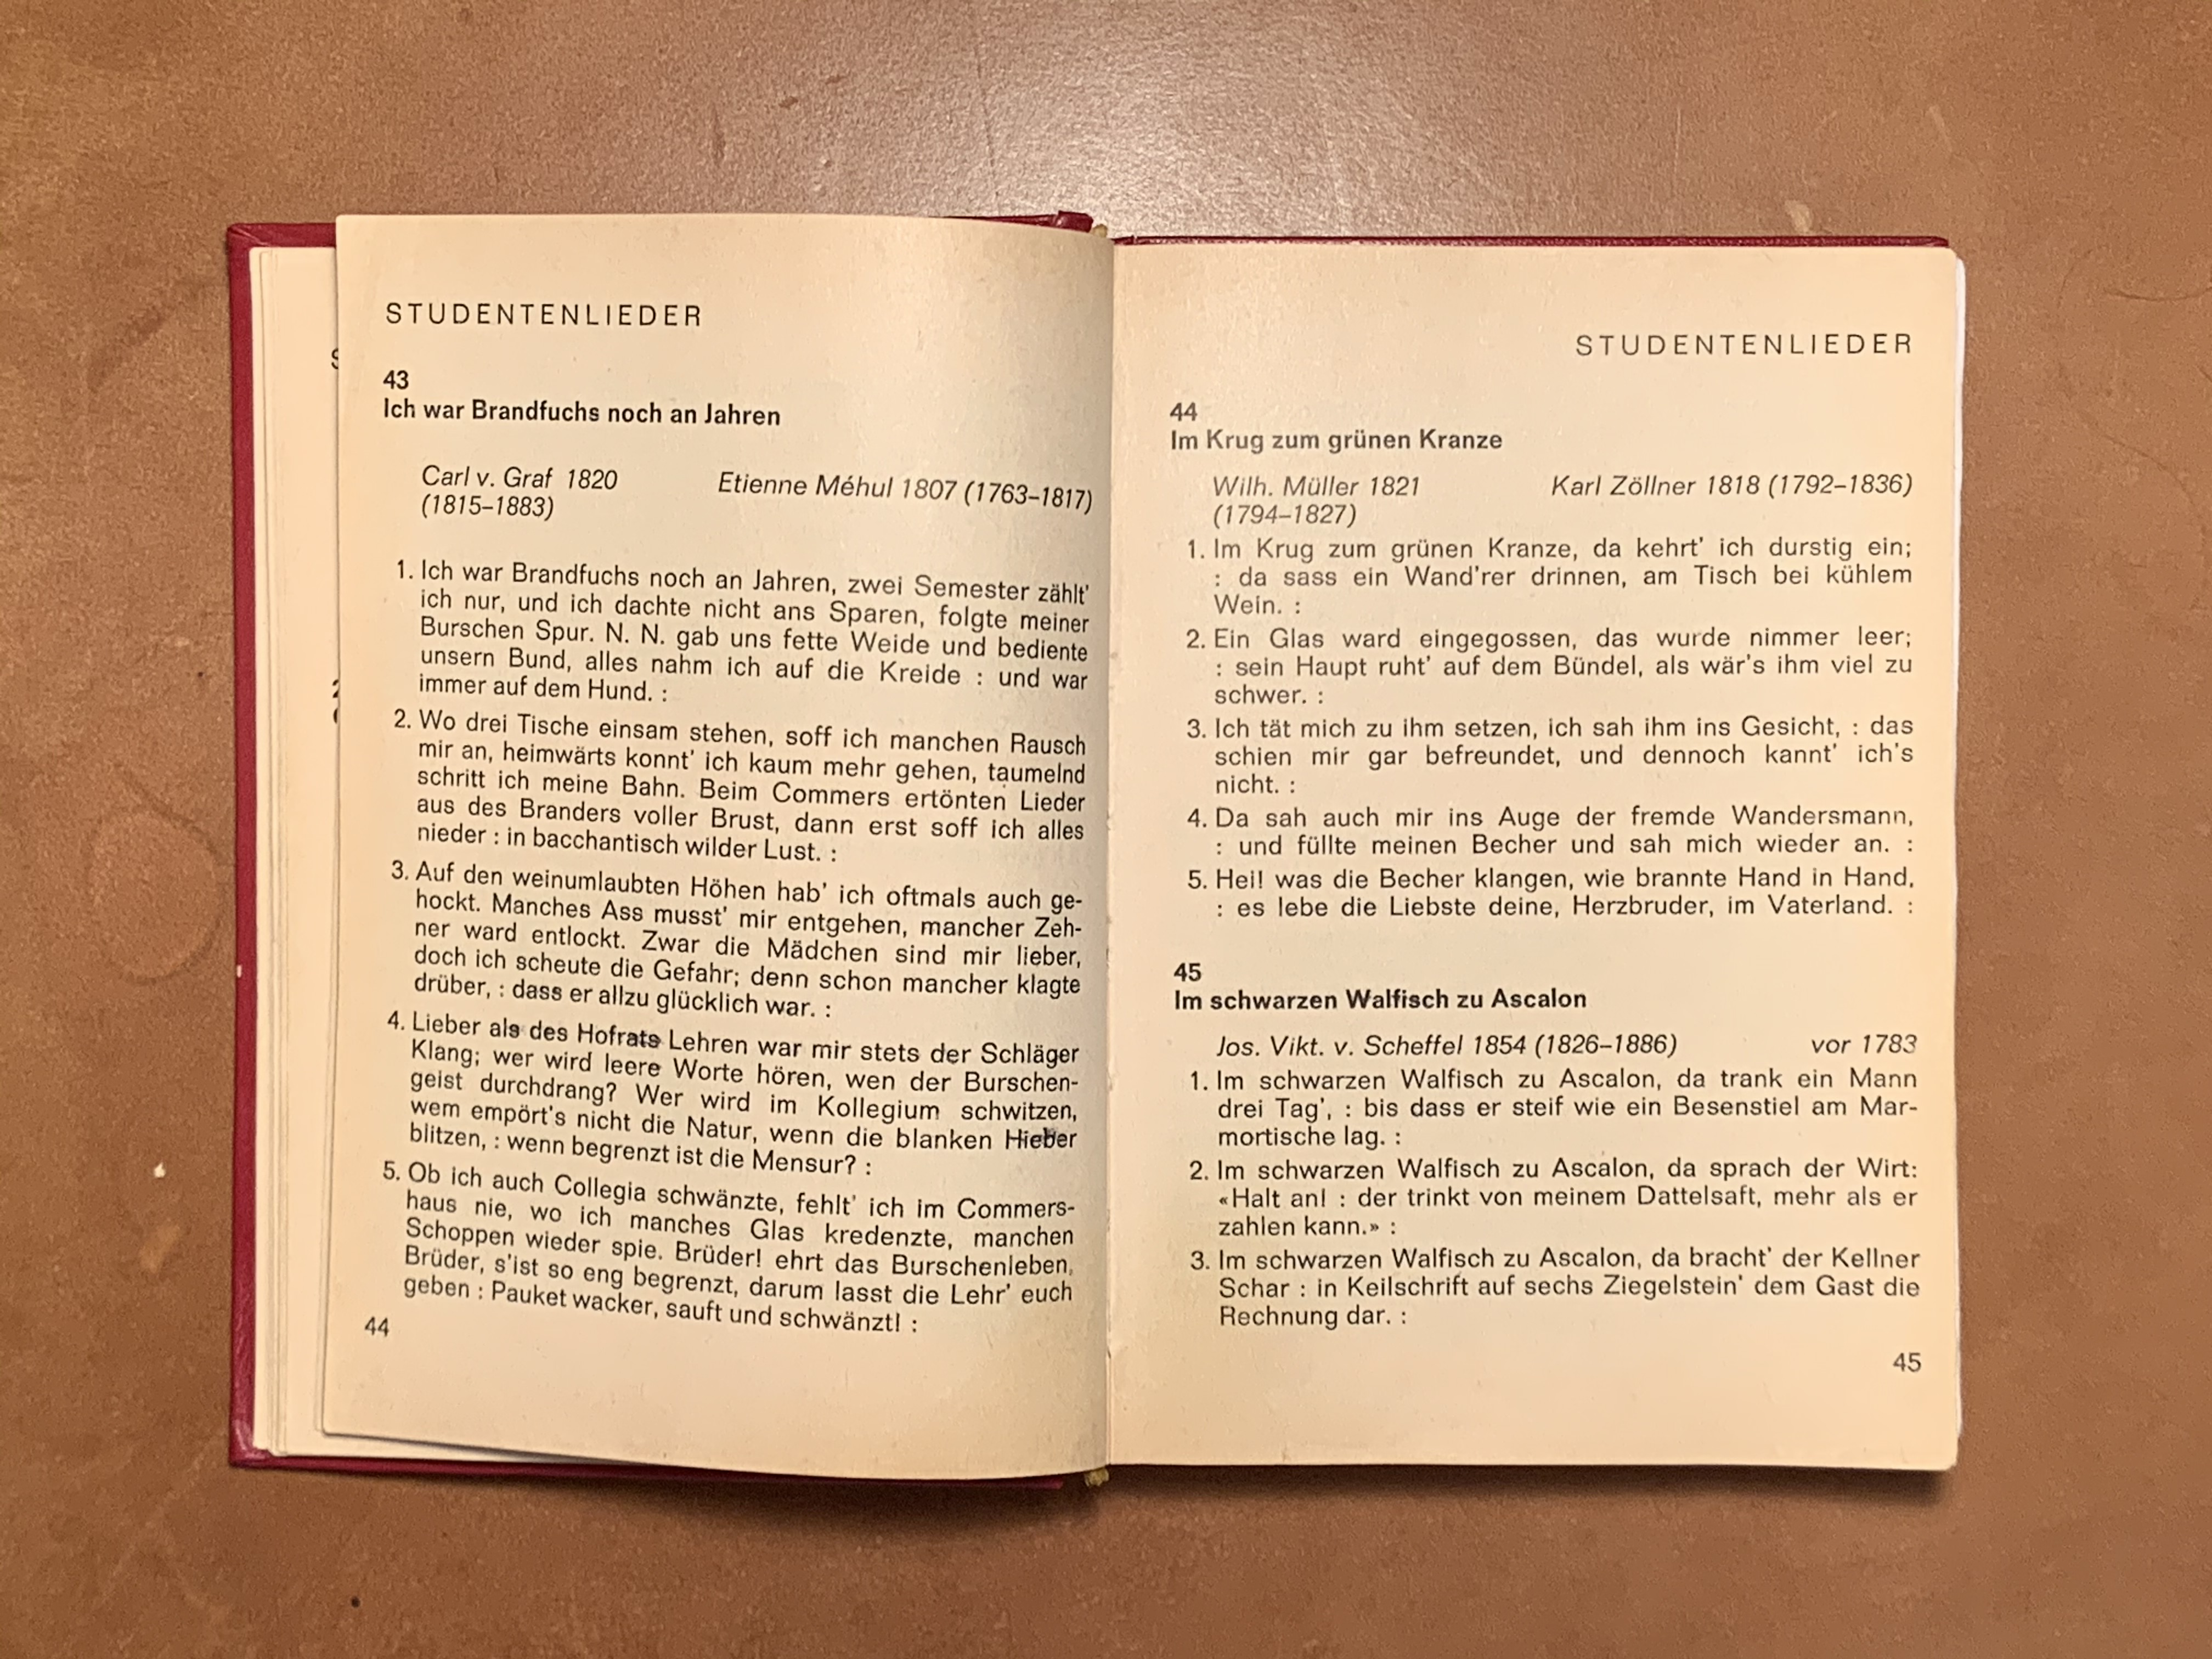 STUDENTENLIEDER
43
Ich war Brandfuchs noch an Jahren
Carl v. Graf 1820 Etienne Méhul 1807 (1763–1817)
(1815–1883)
1. Ich war Brandfuchs noch an Jahren, zwei Semester zählt'
ich nur, und ich dachte nicht ans Sparen, folgte meiner
Burschen Spur. N. N. gab uns fette Weide und bediente
unsern Bund, alles nahm ich auf die Kreide : und war
immer auf dem Hund. :
2. Wo drei Tische einsam stehen, soff ich manchen Rausch
mir an, heimwärts konnt' ich kaum mehr gehen, taumelnd
schritt ich meine Bahn. Beim Commers ertönten Lieder
aus des Branders voller Brust, dann erst soff ich alles
nieder : in bacchantisch wilder Lust. :
3. Auf den weinumlaubten Höhen hab' ich oftmals auch ge-
hockt. Manches Ass musst' mir entgehen, mancher Zeh-
ner ward entlockt. Zwar die Mädchen sind mir lieber,
doch ich scheute die Gefahr; denn schon mancher klagte
drüber, : dass er allzu glücklich war. :
4. Lieber als des Hofrats Lehren war mir stets der Schläger
Klang; wer wird leere Worte hören, wen der Burschen-
geist durchdrang? Wer wird im Kollegium schwitzen,
wem empört's nicht die Natur, wenn die blanken Hieber
blitzen, : wenn begrenzt ist die Mensur? :
5. Ob ich auch Collegia schwänzte, fehlt' ich im Commers-
haus nie, wo ich manches Glas kredenzte, manchen
Schoppen wieder spie. Brüder! ehrt das Burschenleben,
Brüder, s'ist so eng begrenzt, darum lasst die Lehr' euch
geben : Pauket wacker, sauft und schwänzt! :
44
STUDENTENLIEDER
44
Im Krug zum grünen Kranze
Wilh. Müller 1821 Karl Zöllner 1818 (1792–1836)
(1794–1827)
1. Im Krug zum grünen Kranze, da kehrt' ich durstig ein;
: da sass ein Wand'rer drinnen, am Tisch bei kühlem
Wein. :
2. Ein Glas ward eingegossen, das wurde nimmer leer;
: sein Haupt ruht' auf dem Bündel, als wär's ihm viel zu
schwer. :
3. Ich tät mich zu ihm setzen, ich sah ihm ins Gesicht, : das
schien mir gar befreundet, und dennoch kannt' ich's
nicht. :
4. Da sah auch mir ins Auge der fremde Wandersmann,
: und füllte meinen Becher und sah mich wieder an. :
5. Hei! was die Becher klangen, wie brannte Hand in Hand,
: es lebe die Liebste deine, Herzbruder, im Vaterland. :
45
Im schwarzen Walfisch zu Ascalon
Jos. Vikt. v. Scheffel 1854 (1826–1886) vor 1783
1. Im schwarzen Walfisch zu Ascalon, da trank ein Mann
drei Tag', : bis dass er steif wie ein Besenstiel am Mar-
mortische lag. :
2. Im schwarzen Walfisch zu Ascalon, da sprach der Wirt:
«Halt an! : der trinkt von meinem Dattelsaft, mehr als er
zahlen kann.» :
3. Im schwarzen Walfisch zu Ascalon, da bracht' der Kellner
Schar : in Keilschrift auf sechs Ziegelstein' dem Gast die
Rechnung dar. :
45